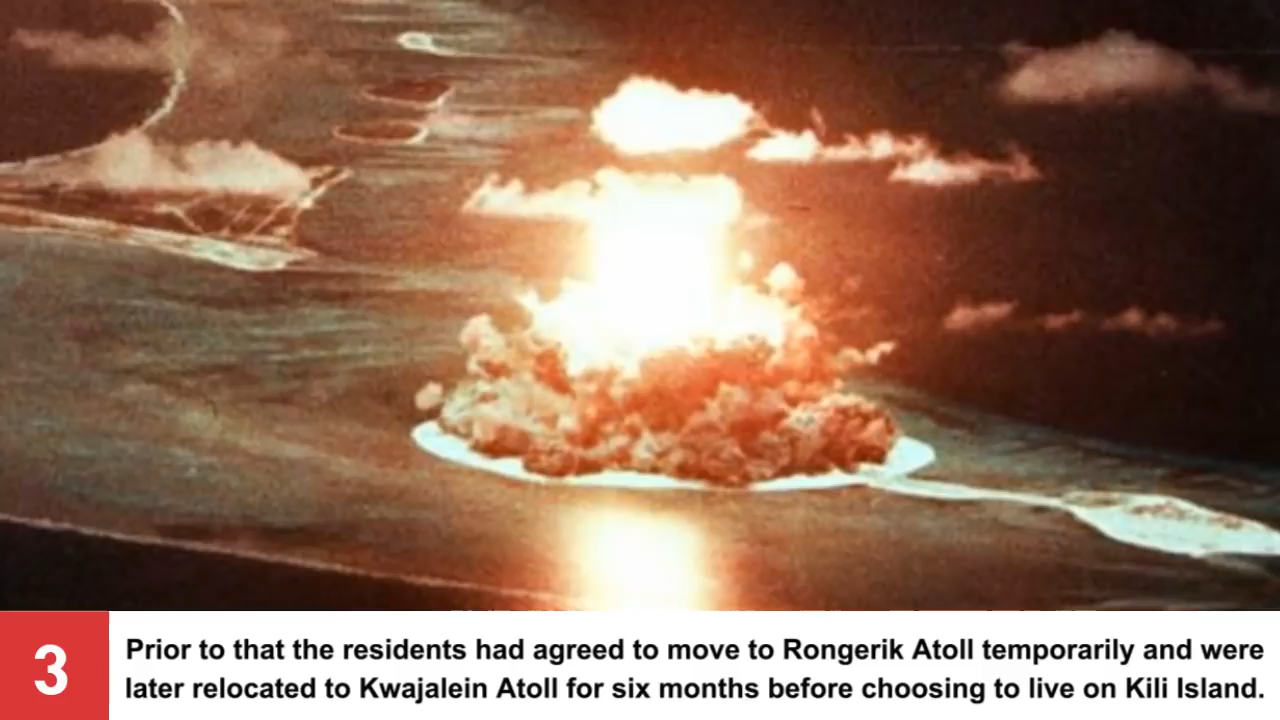 3
Prior to that the residents had agreed to move to Rongerik Atoll temporarily and were
later relocated to Kwajalein Atoll for six months before choosing to live on Kili Island.